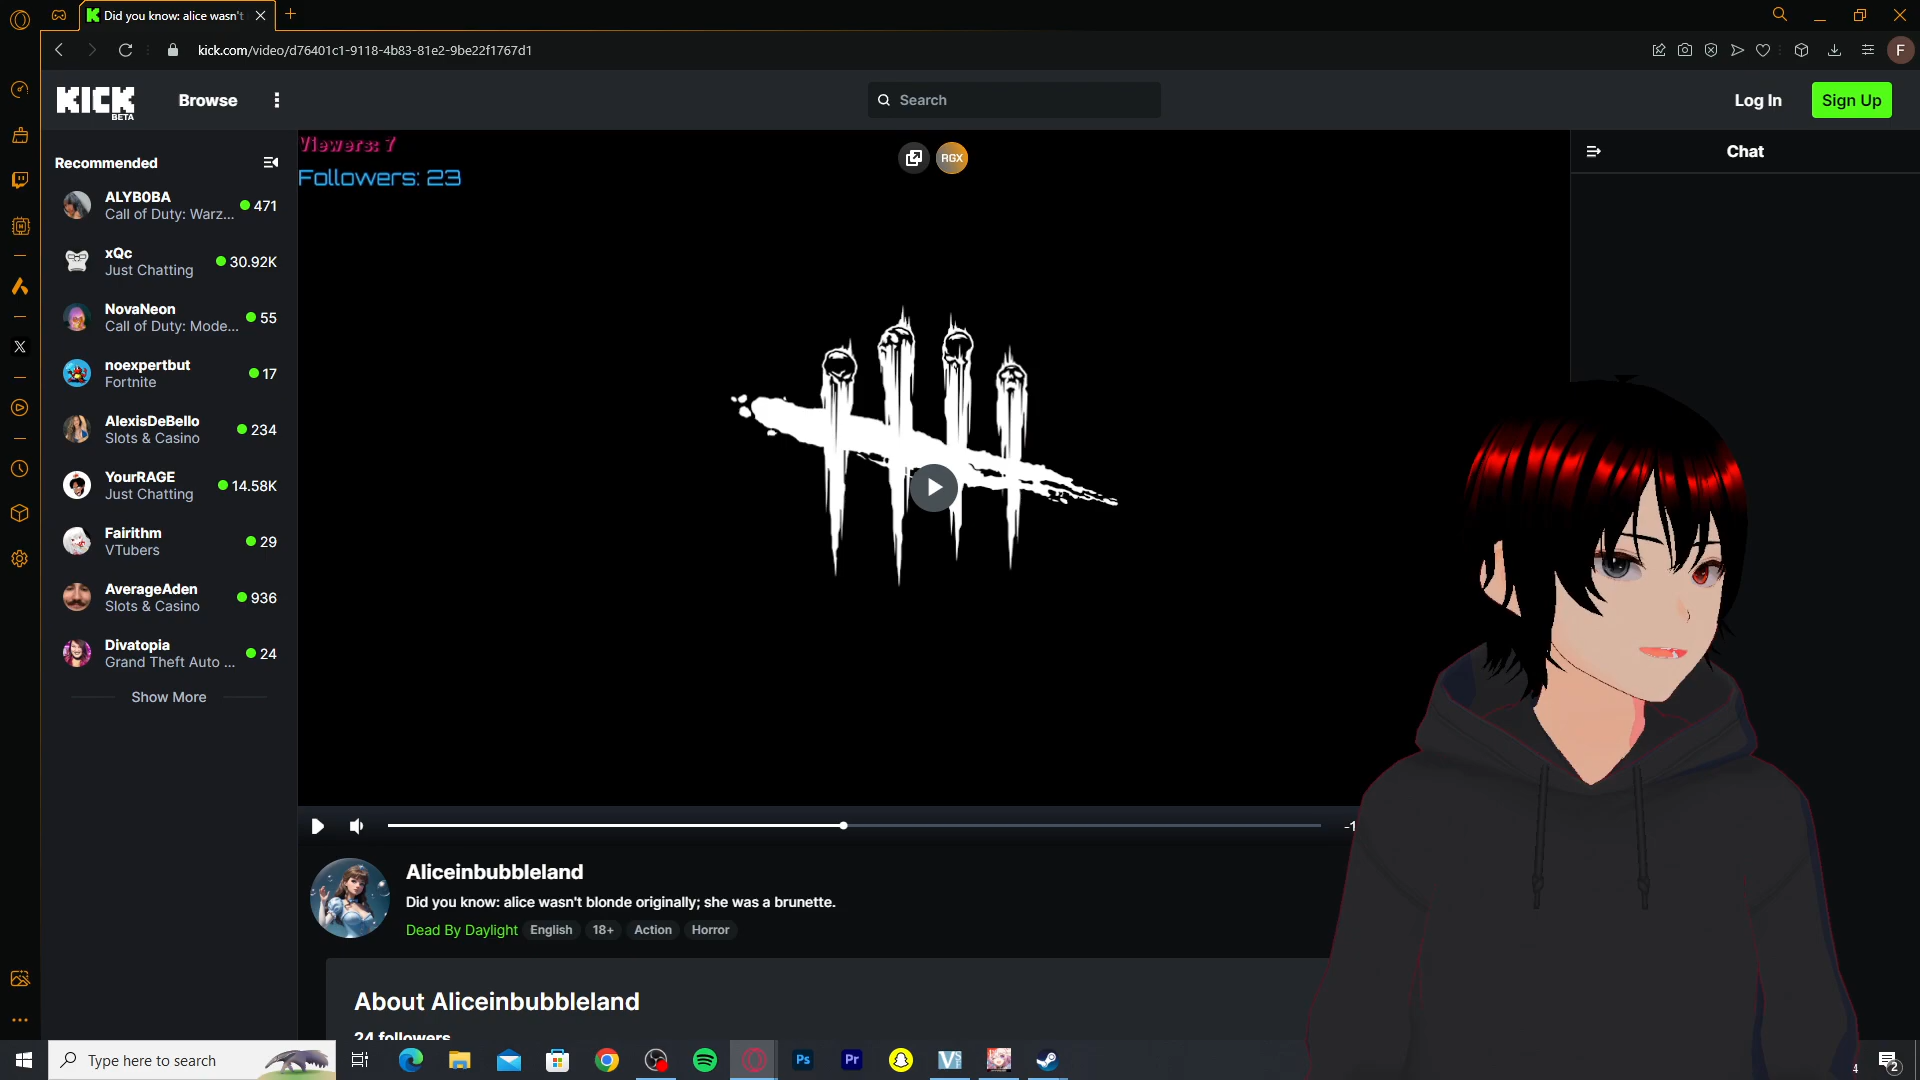 Did you know: alice wasn't
kick.com/video/d76401c1-9118-4b83-81e2-9be22f1767d1
F
KICK
BETA
Browse
Search
Log In
Sign Up
Viewers: 7
Followers: 23
RGX
Chat
Recommended
ALYB0BA
Call of Duty: Warz...
471
xQc
Just Chatting
30.92K
NovaNeon
Call of Duty: Mode...
55
noexpertbut
Fortnite
17
AlexisDeBello
Slots & Casino
234
YourRAGE
Just Chatting
14.58K
Fairithm
VTubers
29
AverageAden
Slots & Casino
936
Divatopia
Grand Theft Auto ...
24
Show More
-1
Aliceinbubbleland
Did you know: alice wasn't blonde originally; she was a brunette.
Dead By Daylight English 18+ Action Horror
About Aliceinbubbleland
24 followers
Type here to search
Ps
Pr
4
2